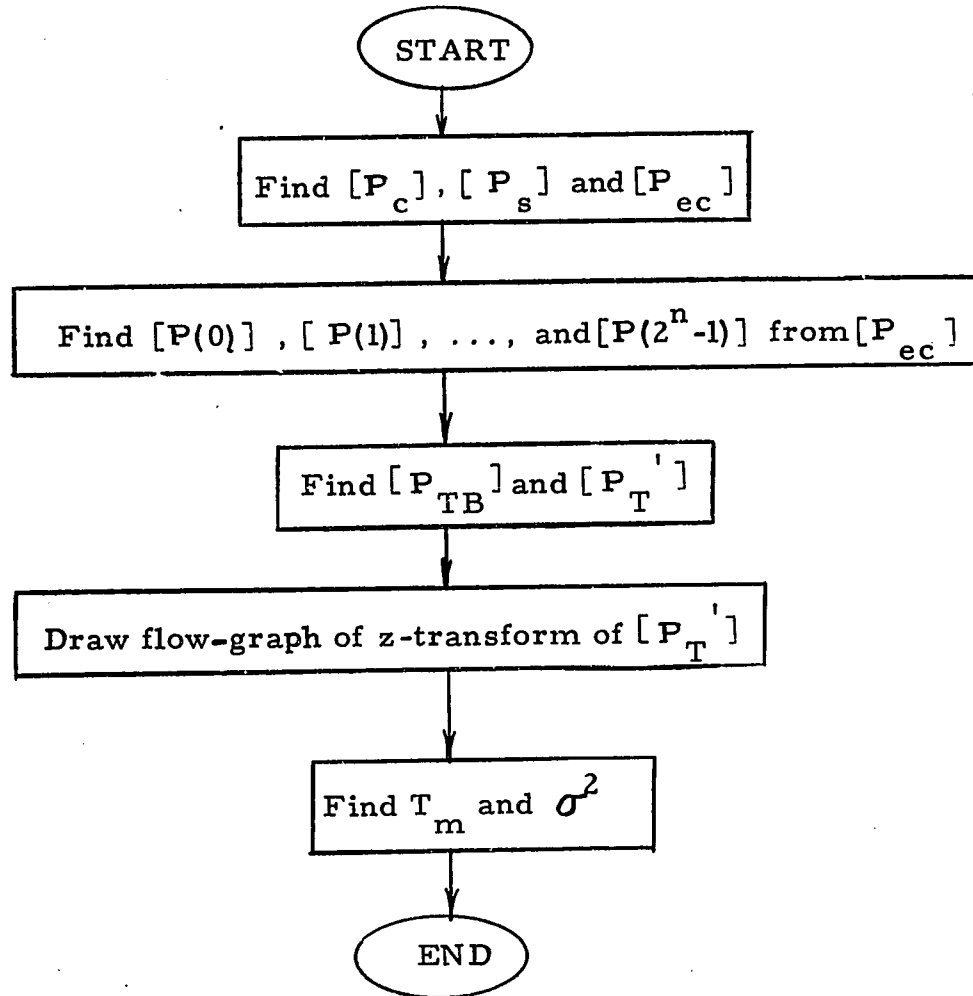 START
Find [P_c], [P_s] and [P_ec]
Find [P(0)], [P(1)], ..., and [P(2^n-1)] from [P_ec]
Find [P_TB] and [P_T']
Draw flow-graph of z-transform of [P_T']
Find T_m and σ^2
END